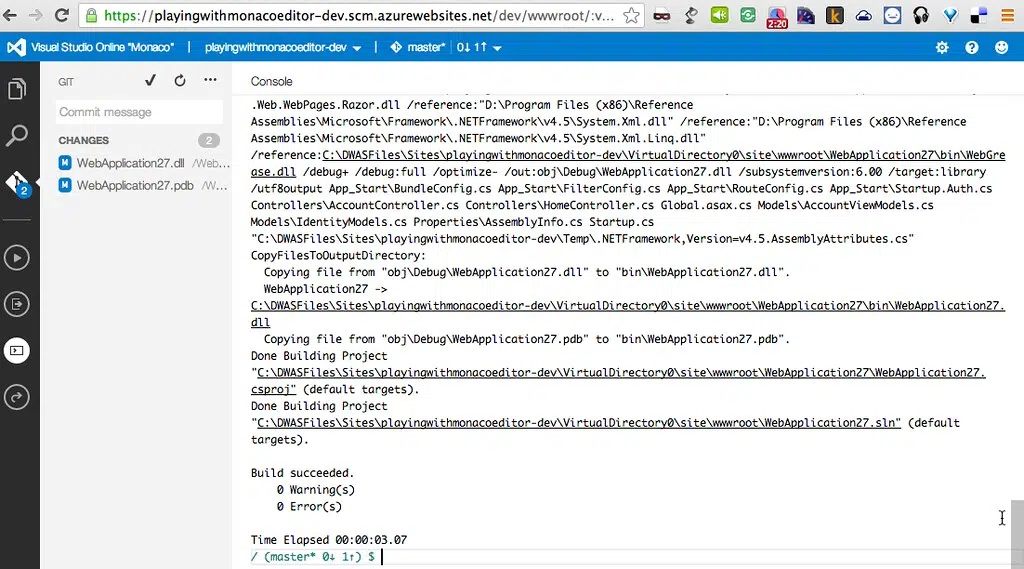 https://playingwithmonacoeditor-dev.scm.azurewebsites.net/dev/wwwroot/:v...
2:20
Visual Studio Online "Monaco" | playingwithmonacoeditor-dev | master* 0↓ 1↑
GIT
Commit message
CHANGES 2
WebApplication27.dll /Web...
WebApplication27.pdb /W...
2
Console
.Web.WebPages.Razor.dll /reference:"D:\Program Files (x86)\Reference
Assemblies\Microsoft\Framework\.NETFramework\v4.5\System.Xml.dll" /reference:"D:\Program Files (x86)\Reference
Assemblies\Microsoft\Framework\.NETFramework\v4.5\System.Xml.Linq.dll"
/reference:C:\DWASFiles\Sites\playingwithmonacoeditor-dev\VirtualDirectory0\site\wwwroot\WebApplication27\bin\WebGre
ase.dll /debug+ /debug:full /optimize- /out:obj\Debug\WebApplication27.dll /subsystemversion:6.00 /target:library
/utf8output App_Start\BundleConfig.cs App_Start\FilterConfig.cs App_Start\RouteConfig.cs App_Start\Startup.Auth.cs
Controllers\AccountController.cs Controllers\HomeController.cs Global.asax.cs Models\AccountViewModels.cs
Models\IdentityModels.cs Properties\AssemblyInfo.cs Startup.cs
"C:\DWASFiles\Sites\playingwithmonacoeditor-dev\Temp\.NETFramework,Version=v4.5.AssemblyAttributes.cs"
CopyFilesToOutputDirectory:
Copying file from "obj\Debug\WebApplication27.dll" to "bin\WebApplication27.dll".
WebApplication27 ->
C:\DWASFiles\Sites\playingwithmonacoeditor-dev\VirtualDirectory0\site\wwwroot\WebApplication27\bin\WebApplication27.
dll
Copying file from "obj\Debug\WebApplication27.pdb" to "bin\WebApplication27.pdb".
Done Building Project
"C:\DWASFiles\Sites\playingwithmonacoeditor-dev\VirtualDirectory0\site\wwwroot\WebApplication27\WebApplication27.
csproj" (default targets).
Done Building Project
"C:\DWASFiles\Sites\playingwithmonacoeditor-dev\VirtualDirectory0\site\wwwroot\WebApplication27.sln" (default
targets).
Build succeeded.
0 Warning(s)
0 Error(s)
Time Elapsed 00:00:03.07
/ (master* 0↓ 1↑) $